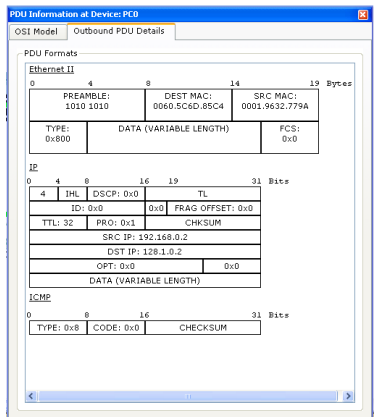 PDU Information at Device: PC0
OSI Model Outbound PDU Details
PDU Formats
Ethernet II
0 4 8 14 19 Bytes
PREAMBLE: DEST MAC: SRC MAC:
1010 1010 0060.5C6D.85C4 0001.9632.779A
TYPE: DATA (VARIABLE LENGTH) FCS:
0x800 0x0
IP
0 4 8 16 19 31 Bits
4 IHL DSCP: 0x0 TL
ID: 0x0 0x0 FRAG OFFSET: 0x0
TTL: 32 PRO: 0x1 CHKSUM
SRC IP: 192.168.0.2
DST IP: 128.1.0.2
OPT: 0x0 0x0
DATA (VARIABLE LENGTH)
ICMP
0 8 16 31 Bits
TYPE: 0x8 CODE: 0x0 CHECKSUM